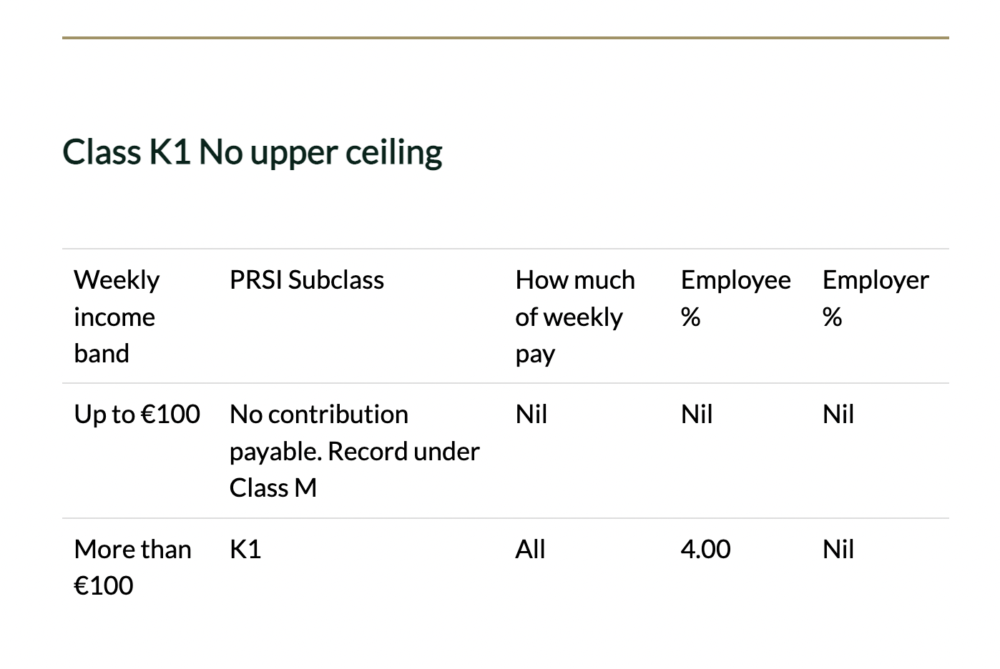 Class K1 No upper ceiling
Weekly income band
PRSI Subclass
How much of weekly pay
Employee %
Employer %
Up to €100
No contribution payable. Record under Class M
Nil
Nil
Nil
More than €100
K1
All
4.00
Nil